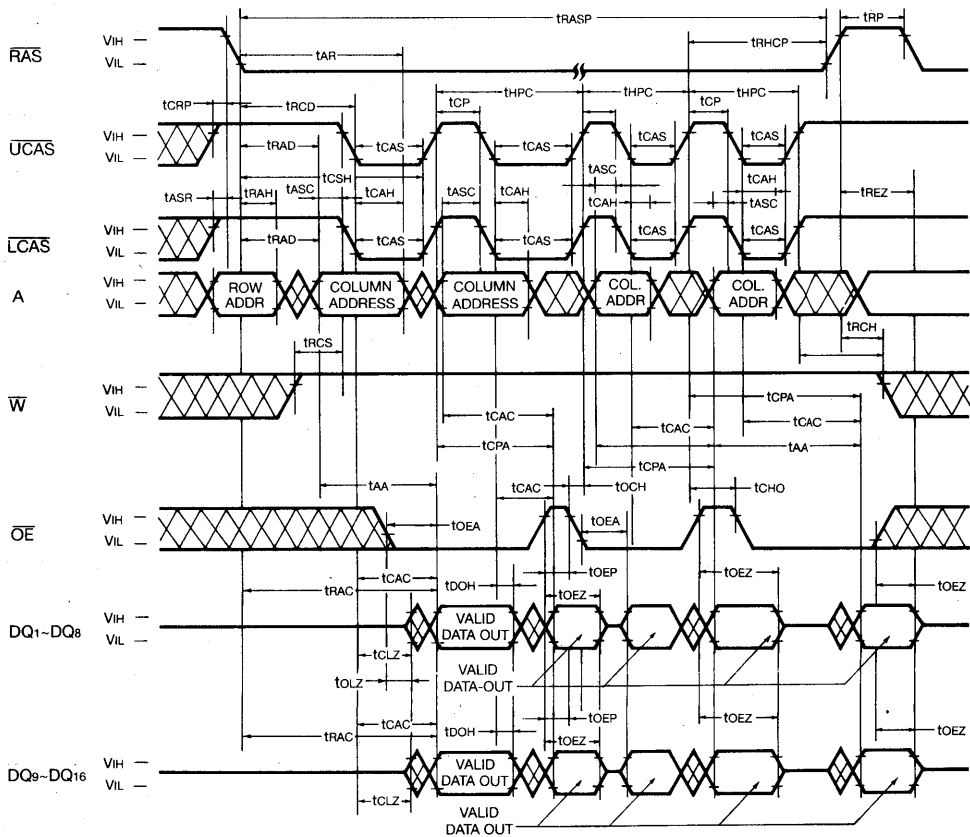 tRASP
tRP
RAS
VIH
VIL
tAR
tRHCP
tCRP
tRCD
tHPC
tHPC
tHPC
tCP
tCP
UCAS
VIH
VIL
tRAD
tCAS
tCAS
tCAS
tCAS
tCSH
tASC
tCAH
tREZ
tASR
tRAH
tASC
tCAH
tASC
tCAH
tCAH
tASC
LCAS
VIH
VIL
tRAD
tCAS
tCAS
tCAS
tCAS
A
VIH
VIL
ROW ADDR
COLUMN ADDRESS
COLUMN ADDRESS
COL. ADDR
COL. ADDR
tRCS
tRCH
W
VIH
VIL
tCPA
tCAC
tCAC
tCAC
tCPA
tAA
tCPA
tAA
tCAC
tOCH
tCHO
OE
VIH
VIL
tOEA
tOEA
tCAC
tDOH
tOEP
tOEZ
tOEZ
tRAC
tOEZ
DQ1~DQ8
VIH
VIL
VALID DATA OUT
tCLZ
VALID DATA-OUT
tOLZ
tCAC
tDOH
tOEP
tOEZ
tOEZ
tRAC
tOEZ
DQ9~DQ16
VIH
VIL
VALID DATA OUT
tCLZ
VALID DATA OUT